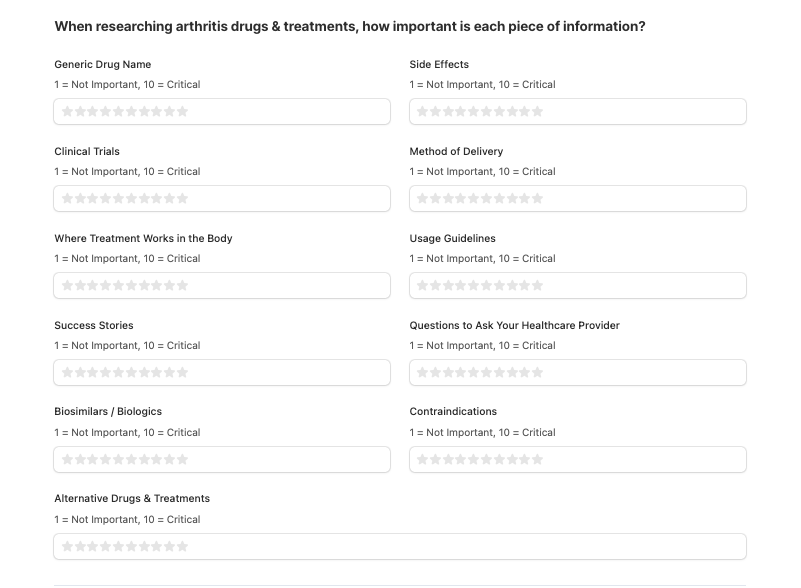 When researching arthritis drugs & treatments, how important is each piece of information?
Generic Drug Name
1 = Not Important, 10 = Critical
Side Effects
1 = Not Important, 10 = Critical
Clinical Trials
1 = Not Important, 10 = Critical
Method of Delivery
1 = Not Important, 10 = Critical
Where Treatment Works in the Body
1 = Not Important, 10 = Critical
Usage Guidelines
1 = Not Important, 10 = Critical
Success Stories
1 = Not Important, 10 = Critical
Questions to Ask Your Healthcare Provider
1 = Not Important, 10 = Critical
Biosimilars / Biologics
1 = Not Important, 10 = Critical
Contraindications
1 = Not Important, 10 = Critical
Alternative Drugs & Treatments
1 = Not Important, 10 = Critical